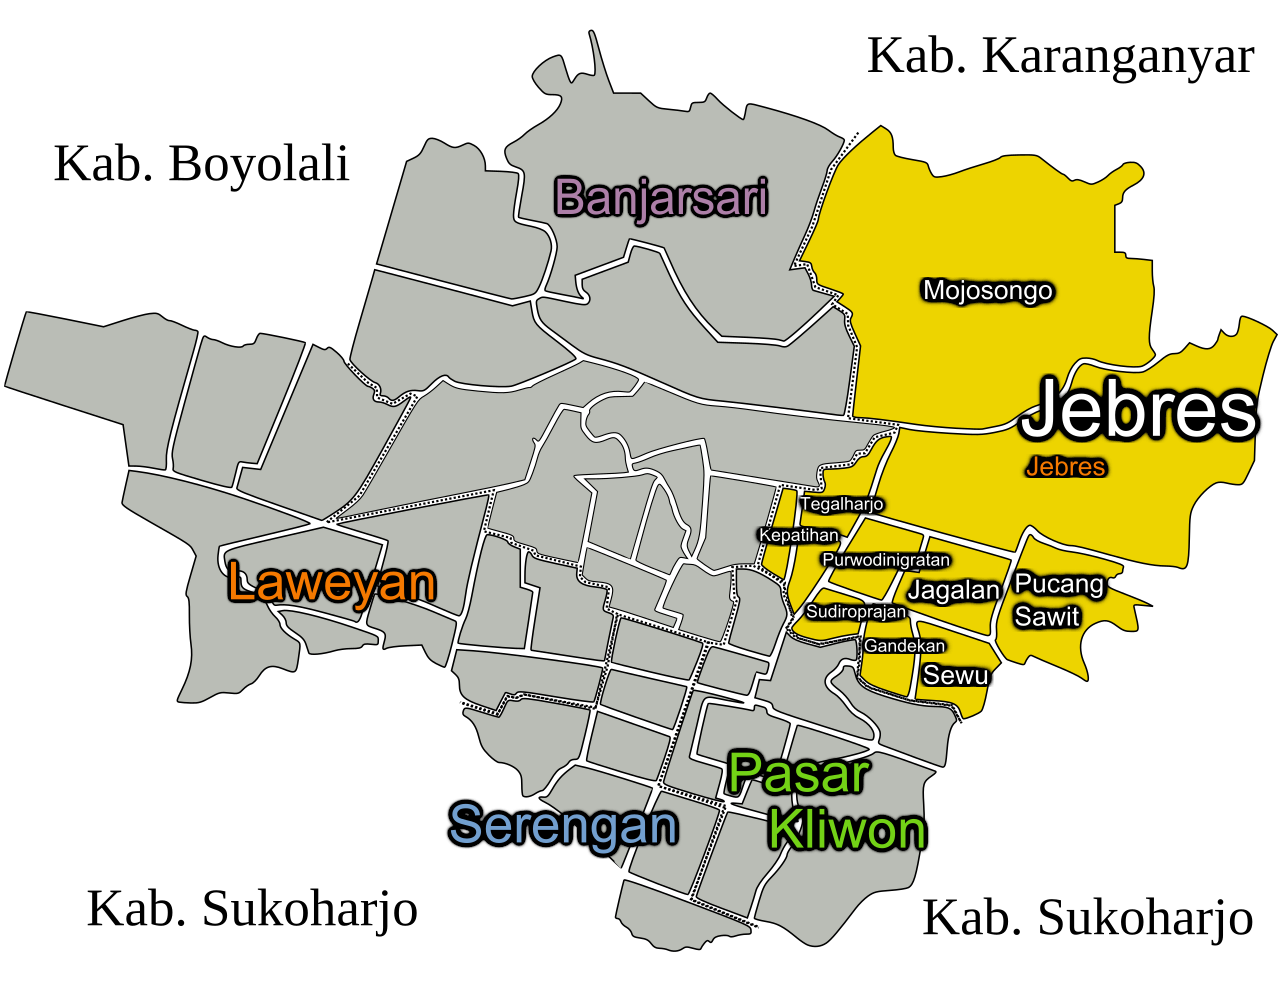 Kab. Karanganyar
Kab. Boyolali
Banjarsari
Mojosongo
Jebres
Jebres
Tegalharjo
Kepatihan
Purwodinigratan
Laweyan
Jagalan
Pucang
Sawit
Sudiroprajan
Gandekan
Sewu
Pasar
Kliwon
Serengan
Kab. Sukoharjo
Kab. Sukoharjo